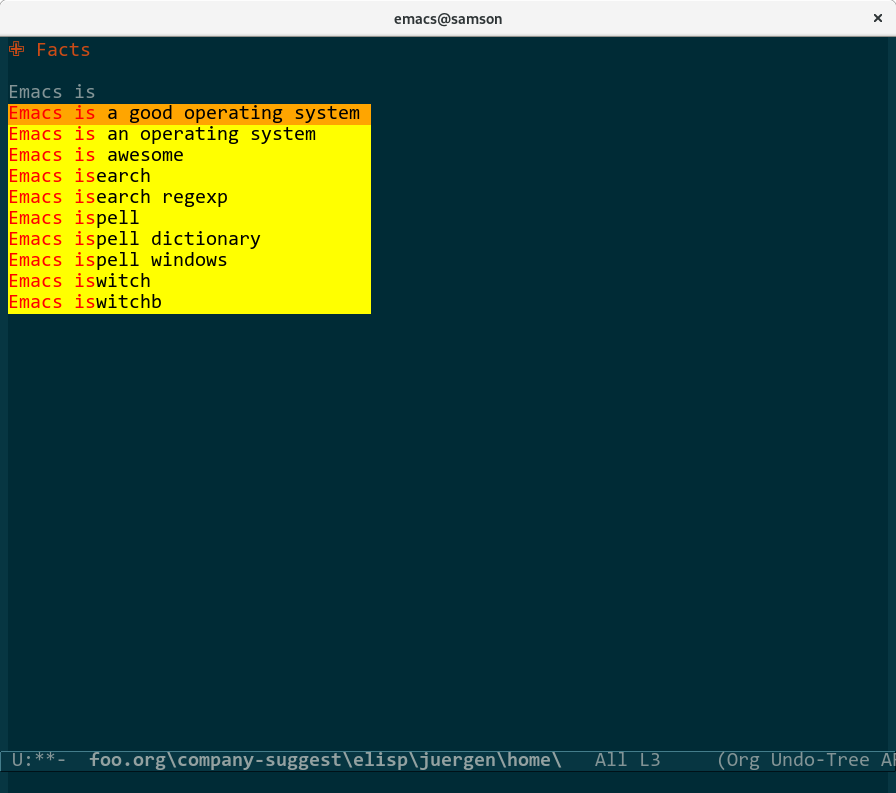 emacs@samson
Facts
Emacs is
Emacs is a good operating system
Emacs is an operating system
Emacs is awesome
Emacs isearch
Emacs isearch regexp
Emacs ispell
Emacs ispell dictionary
Emacs ispell windows
Emacs iswitch
Emacs iswitchb
U:**-  foo.org\company-suggest\elisp\juergen\home\   All L3     (Org Undo-Tree AR